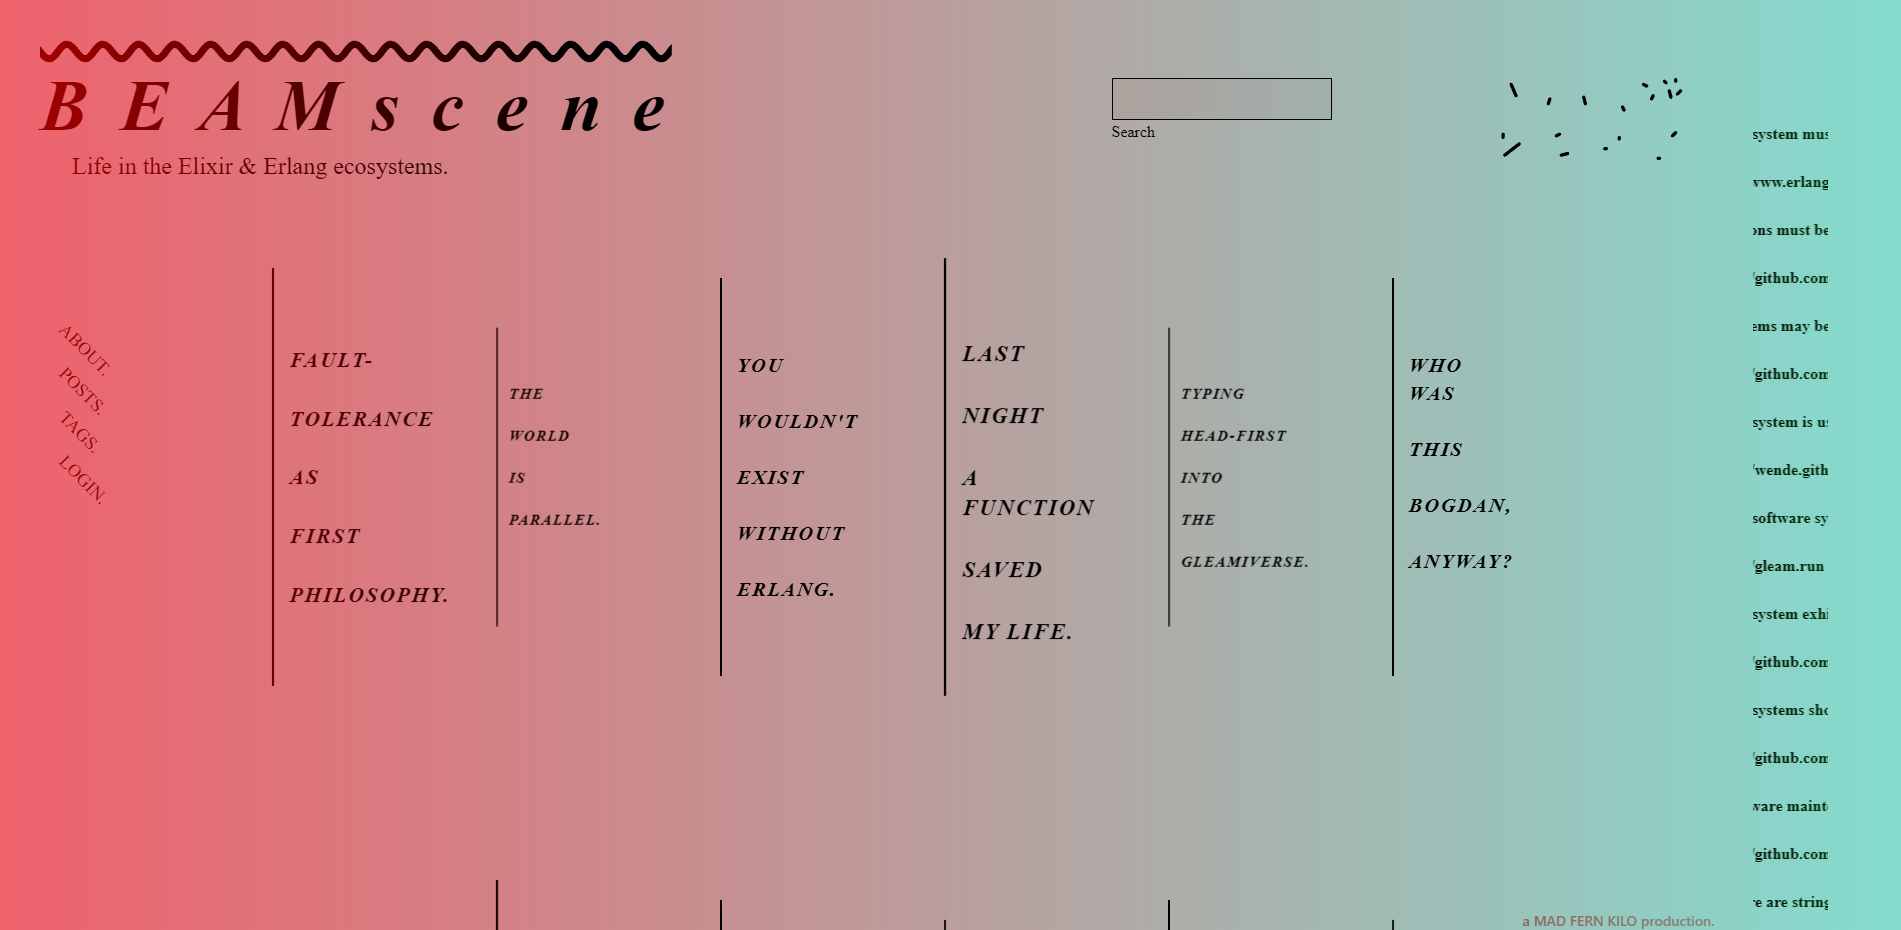 BEAMscene
Life in the Elixir & Erlang ecosystems.
Search
ABOUT.
POSTS.
TAGS.
LOGIN.
FAULT-
TOLERANCE
AS
FIRST
PHILOSOPHY.
THE
WORLD
IS
PARALLEL.
YOU
WOULDN'T
EXIST
WITHOUT
ERLANG.
LAST
NIGHT
A
FUNCTION
SAVED
MY LIFE.
TYPING
HEAD-FIRST
INTO
THE
GLEAMIVERSE.
WHO
WAS
THIS
BOGDAN,
ANYWAY?
system mus
www.erlang
ons must be
/github.com
ems may be
/github.com
system is us
/wende.gith
software sy
/gleam.run
system exhi
/github.com
systems sho
/github.com
ware mainte
/github.com
re are string
a MAD FERN KILO production.